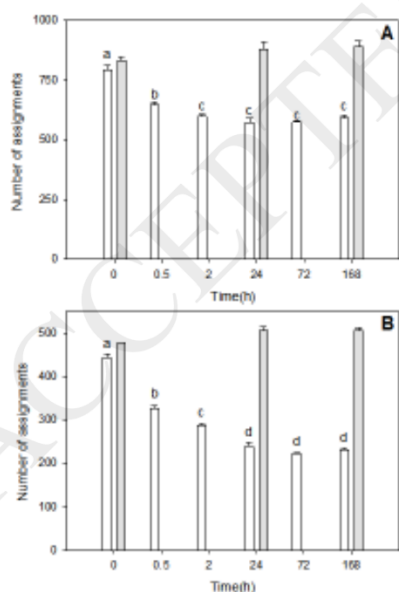 1000
A
a
750
b
c
c
c
c
500
250
0
0
0.5
2
24
72
168
Number of assignments
Time(h)
B
500
a
400
b
300
c
d
d
d
200
100
0
0
0.5
2
24
72
168
Number of assignments
Time(h)
ACCEPTE